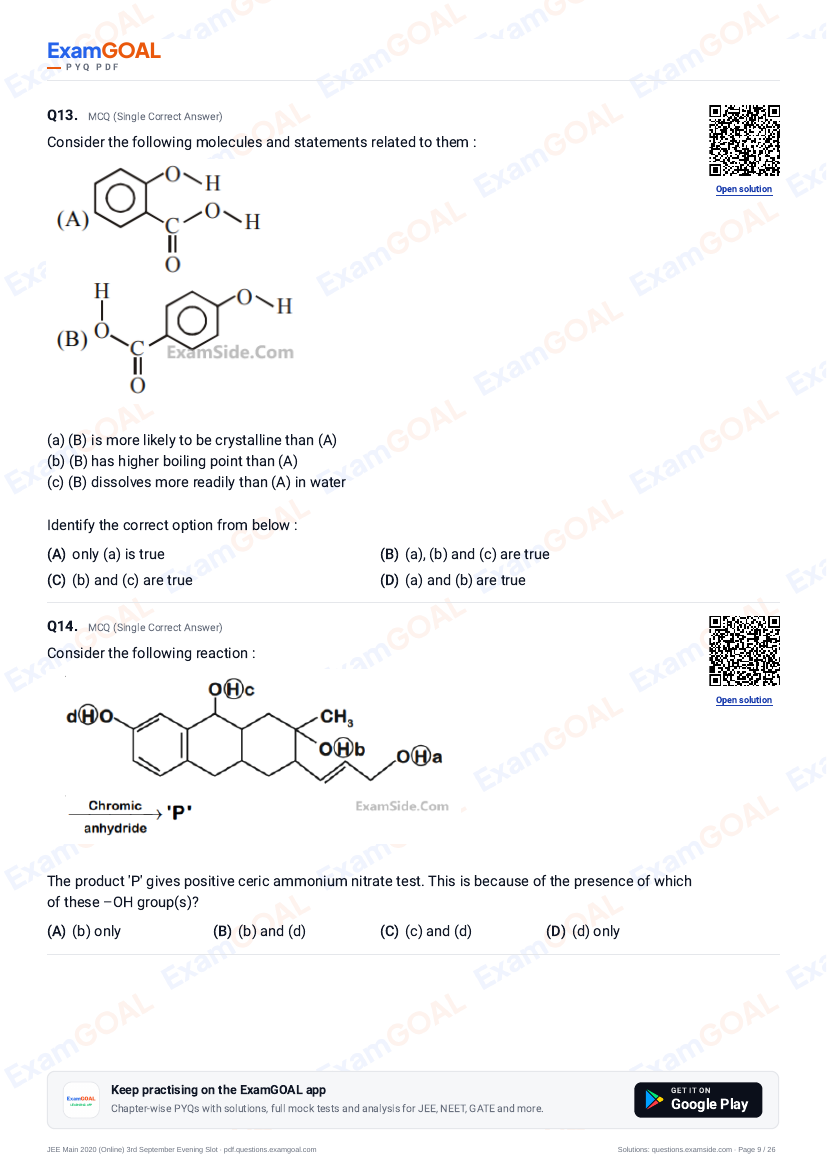 ExamGOAL
PYQ PDF
Q13. MCQ (Single Correct Answer)
Consider the following molecules and statements related to them :
Open solution
(A)
O
H
C
O
H
O
(B)
H
O
C
O
O
H
ExamSide.Com
(a) (B) is more likely to be crystalline than (A)
(b) (B) has higher boiling point than (A)
(c) (B) dissolves more readily than (A) in water
Identify the correct option from below :
(A) only (a) is true (B) (a), (b) and (c) are true
(C) (b) and (c) are true (D) (a) and (b) are true
Q14. MCQ (Single Correct Answer)
Consider the following reaction :
Open solution
OHc
dHO
CH3
OHb
OHa
Chromic
anhydride
'P'
ExamSide.Com
The product 'P' gives positive ceric ammonium nitrate test. This is because of the presence of which
of these –OH group(s)?
(A) (b) only (B) (b) and (d) (C) (c) and (d) (D) (d) only
ExamGOAL
Keep practising on the ExamGOAL app
Chapter-wise PYQs with solutions, full mock tests and analysis for JEE, NEET, GATE and more.
GET IT ON
Google Play
JEE Main 2020 (Online) 3rd September Evening Slot · pdf.questions.examgoal.com
Solutions: questions.examside.com · Page 9 / 26